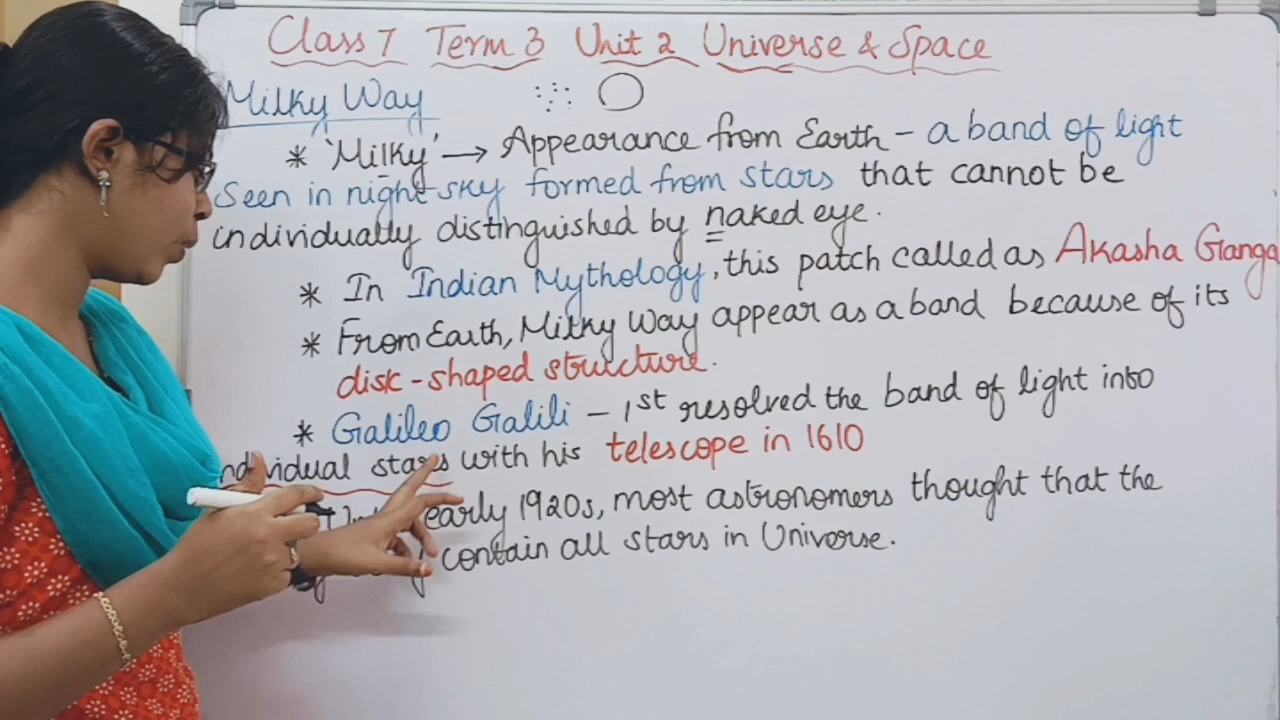 Class 7 Term 3 Unit 2 Universe & Space
Milky Way
* 'Milky' → Appearance from Earth - a band of light
Seen in night sky formed from stars that cannot be
individually distinguished by naked eye.
* In Indian Mythology, this patch called as Akasha Ganga
* From Earth, Milky Way appear as a band because of its
disk-shaped structure.
* Galileo Galili - 1st resolved the band of light into
individual stars with his telescope in 1610
early 1920s, most astronomers thought that the
contain all stars in Universe.